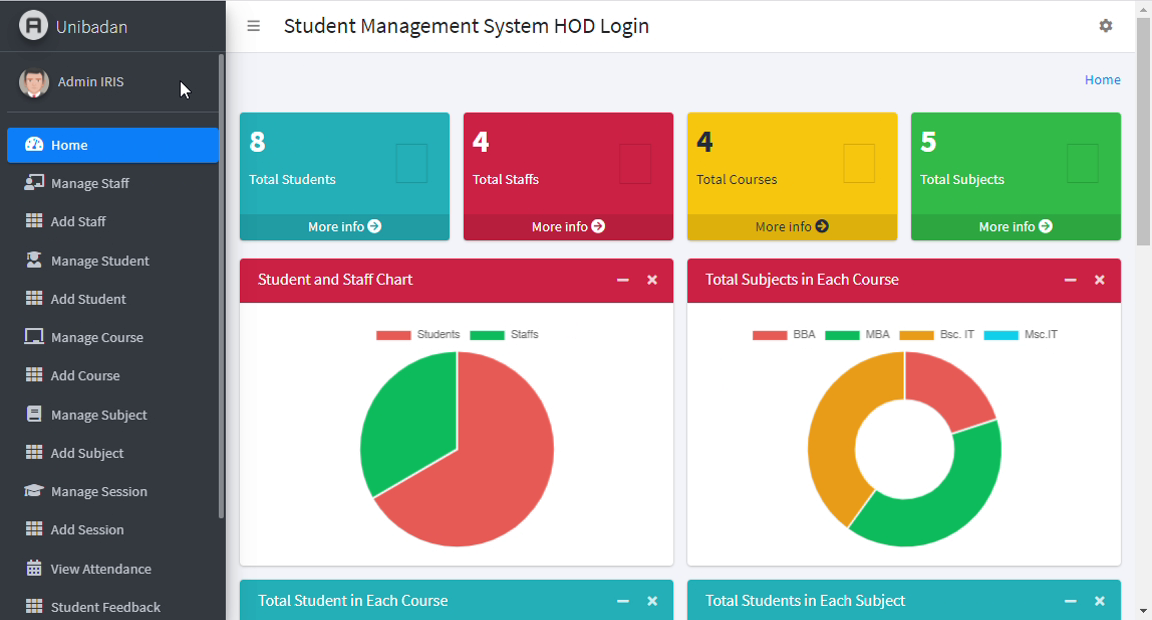 Unibadan
Student Management System HOD Login
Admin IRIS
Home
Home
Manage Staff
Add Staff
Manage Student
Add Student
Manage Course
Add Course
Manage Subject
Add Subject
Manage Session
Add Session
View Attendance
Student Feedback
8
Total Students
More info
4
Total Staffs
More info
4
Total Courses
More info
5
Total Subjects
More info
Student and Staff Chart
Students Staffs
Total Subjects in Each Course
BBA MBA Bsc. IT Msc.IT
Total Student in Each Course
Total Students in Each Subject